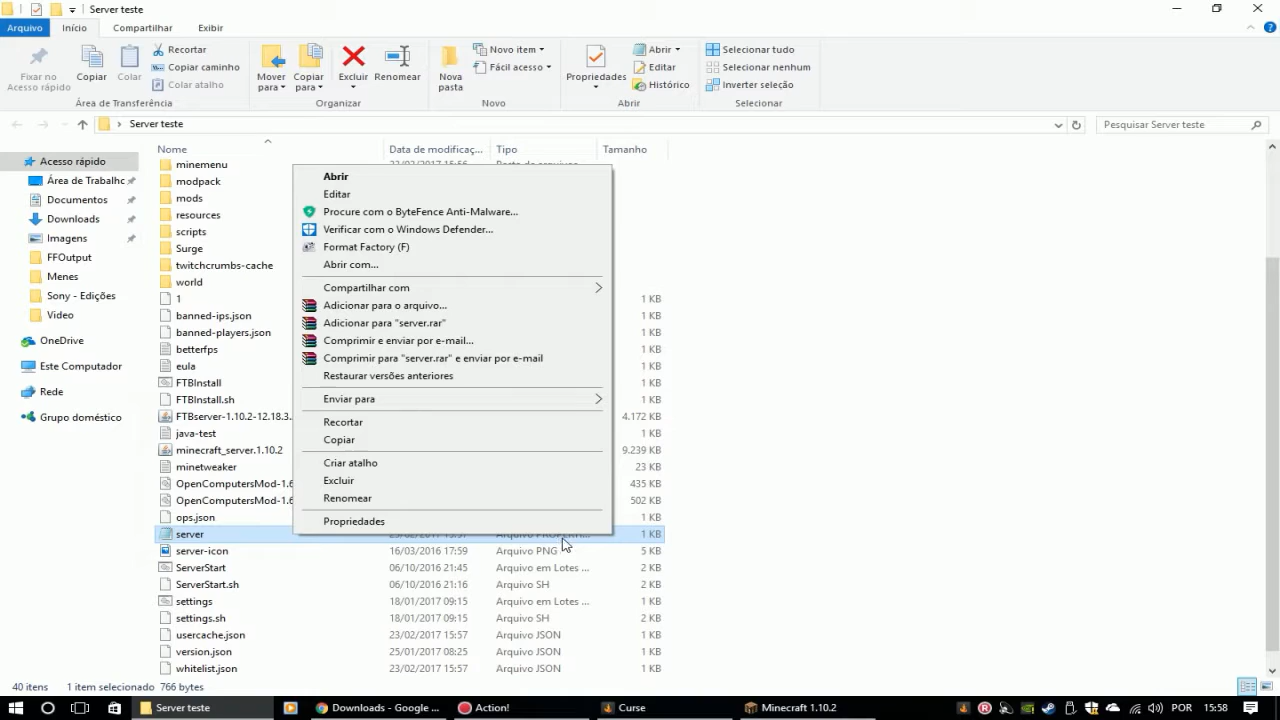 Server teste
Arquivo Início Compartilhar Exibir
Fixar no
Acesso rápido
Copiar
Colar
Recortar
Copiar caminho
Colar atalho
Área de Transferência
Mover
para
Copiar
para
Excluir
Renomear
Organizar
Nova
pasta
Novo item
Fácil acesso
Novo
Propriedades
Abrir
Editar
Histórico
Abrir
Selecionar tudo
Selecionar nenhum
Inverter seleção
Selecionar
Server teste
Pesquisar Server teste
Acesso rápido
Área de Trabalhc
Documentos
Downloads
Imagens
FFOutput
Menes
Sony - Edições
Video
OneDrive
Este Computador
Rede
Grupo doméstico
Nome Data de modificaç... Tipo Tamanho
minemenu
modpack
mods
resources
scripts
Surge
twitchcrumbs-cache
world
1 1 KB
banned-ips.json 1 KB
banned-players.json 1 KB
betterfps 1 KB
eula 1 KB
FTBInstall 1 KB
FTBInstall.sh 1 KB
FTBserver-1.10.2-12.18.3. 4.172 KB
java-test 1 KB
minecraft_server.1.10.2 9.239 KB
minetweaker 23 KB
OpenComputersMod-1.6 435 KB
OpenComputersMod-1.6 502 KB
ops.json 1 KB
server 1 KB
server-icon 16/03/2016 17:59 Arquivo PNG 5 KB
ServerStart 06/10/2016 21:45 Arquivo em Lotes ... 2 KB
ServerStart.sh 06/10/2016 21:16 Arquivo SH 2 KB
settings 18/01/2017 09:15 Arquivo em Lotes ... 1 KB
settings.sh 18/01/2017 09:15 Arquivo SH 1 KB
usercache.json 23/02/2017 15:57 Arquivo JSON 1 KB
version.json 25/01/2017 08:25 Arquivo JSON 1 KB
whitelist.json 23/02/2017 15:57 Arquivo JSON 1 KB
Abrir
Editar
Procure com o ByteFence Anti-Malware...
Verificar com o Windows Defender...
Format Factory (F)
Abrir com...
Compartilhar com
Adicionar para o arquivo...
Adicionar para "server.rar"
Comprimir e enviar por e-mail...
Comprimir para "server.rar" e enviar por e-mail
Restaurar versões anteriores
Enviar para
Recortar
Copiar
Criar atalho
Excluir
Renomear
Propriedades
40 itens 1 item selecionado 766 bytes
Server teste
Downloads - Google ...
Action!
Curse
Minecraft 1.10.2
POR 15:58